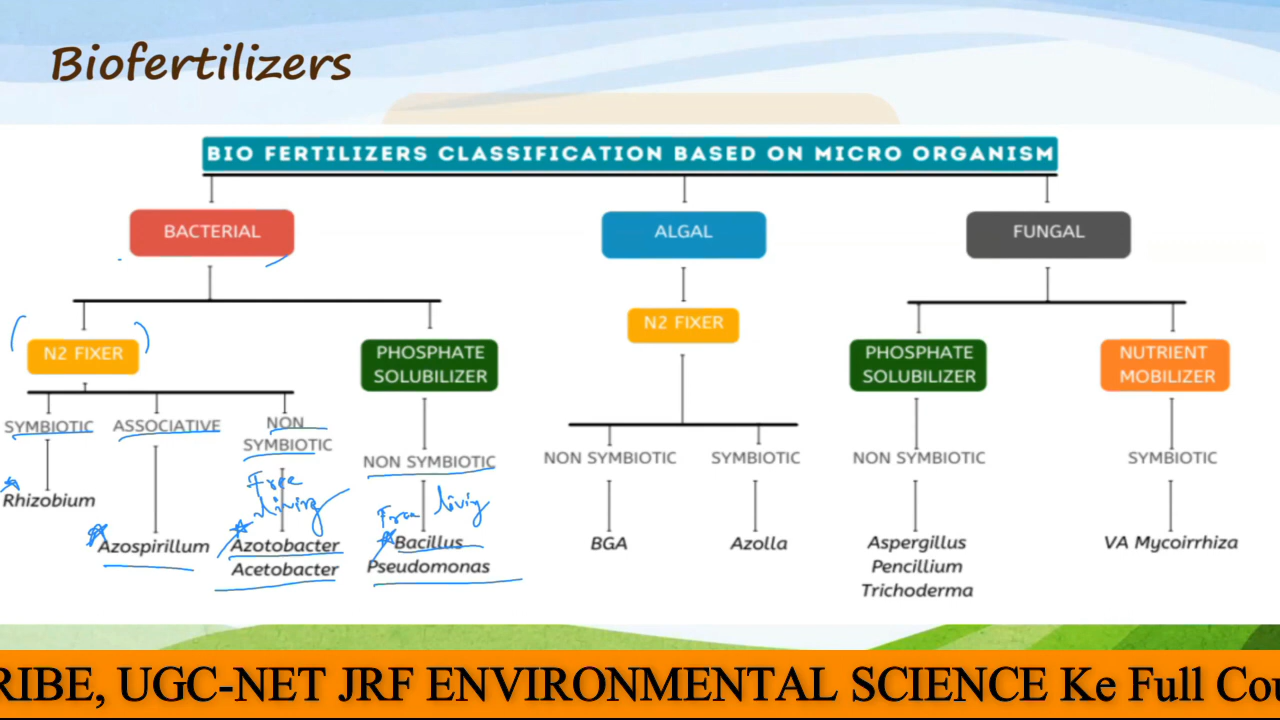 Biofertilizers
BIO FERTILIZERS CLASSIFICATION BASED ON MICRO ORGANISM
BACTERIAL
ALGAL
FUNGAL
N2 FIXER
PHOSPHATE
SOLUBILIZER
N2 FIXER
PHOSPHATE
SOLUBILIZER
NUTRIENT
MOBILIZER
SYMBIOTIC
ASSOCIATIVE
NON
SYMBIOTIC
NON SYMBIOTIC
NON SYMBIOTIC
SYMBIOTIC
NON SYMBIOTIC
SYMBIOTIC
Free
living
Free living
Rhizobium
Azospirillum
Azotobacter
Acetobacter
Bacillus
Pseudomonas
BGA
Azolla
Aspergillus
Pencillium
Trichoderma
VA Mycoirrhiza
RIBE, UGC-NET JRF ENVIRONMENTAL SCIENCE Ke Full Cou